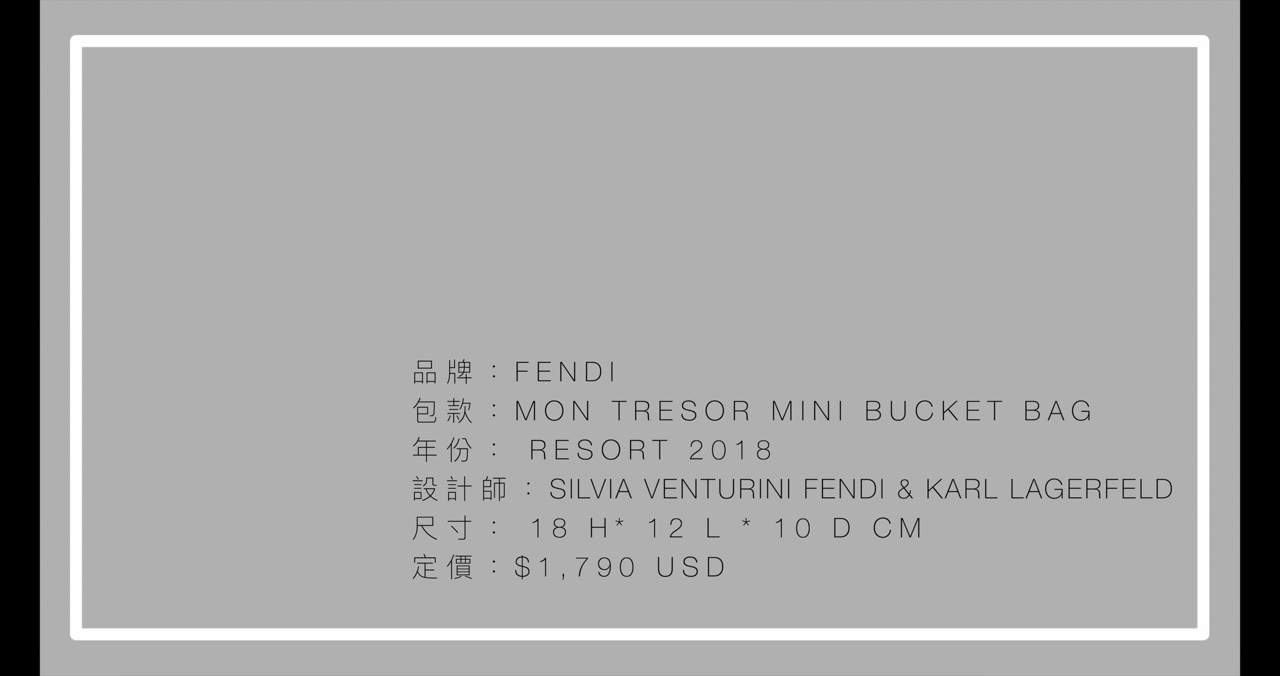 品牌：FENDI
包款：MON TRESOR MINI BUCKET BAG
年份： RESORT 2018
設計師：SILVIA VENTURINI FENDI & KARL LAGERFELD
尺寸： 18 H* 12 L * 10 D CM
定價：$1,790 USD